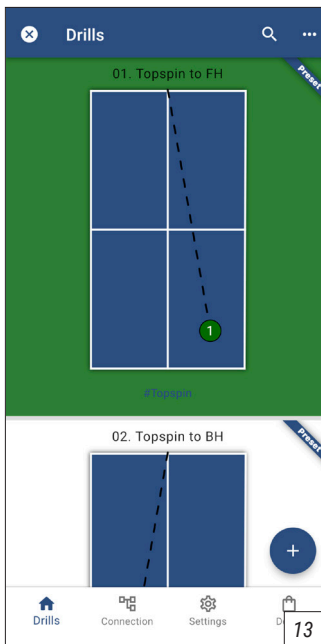 Drills
01. Topspin to FH
Preset
1
#Topspin
02. Topspin to BH
Preset
Drills
Connection
Settings
13